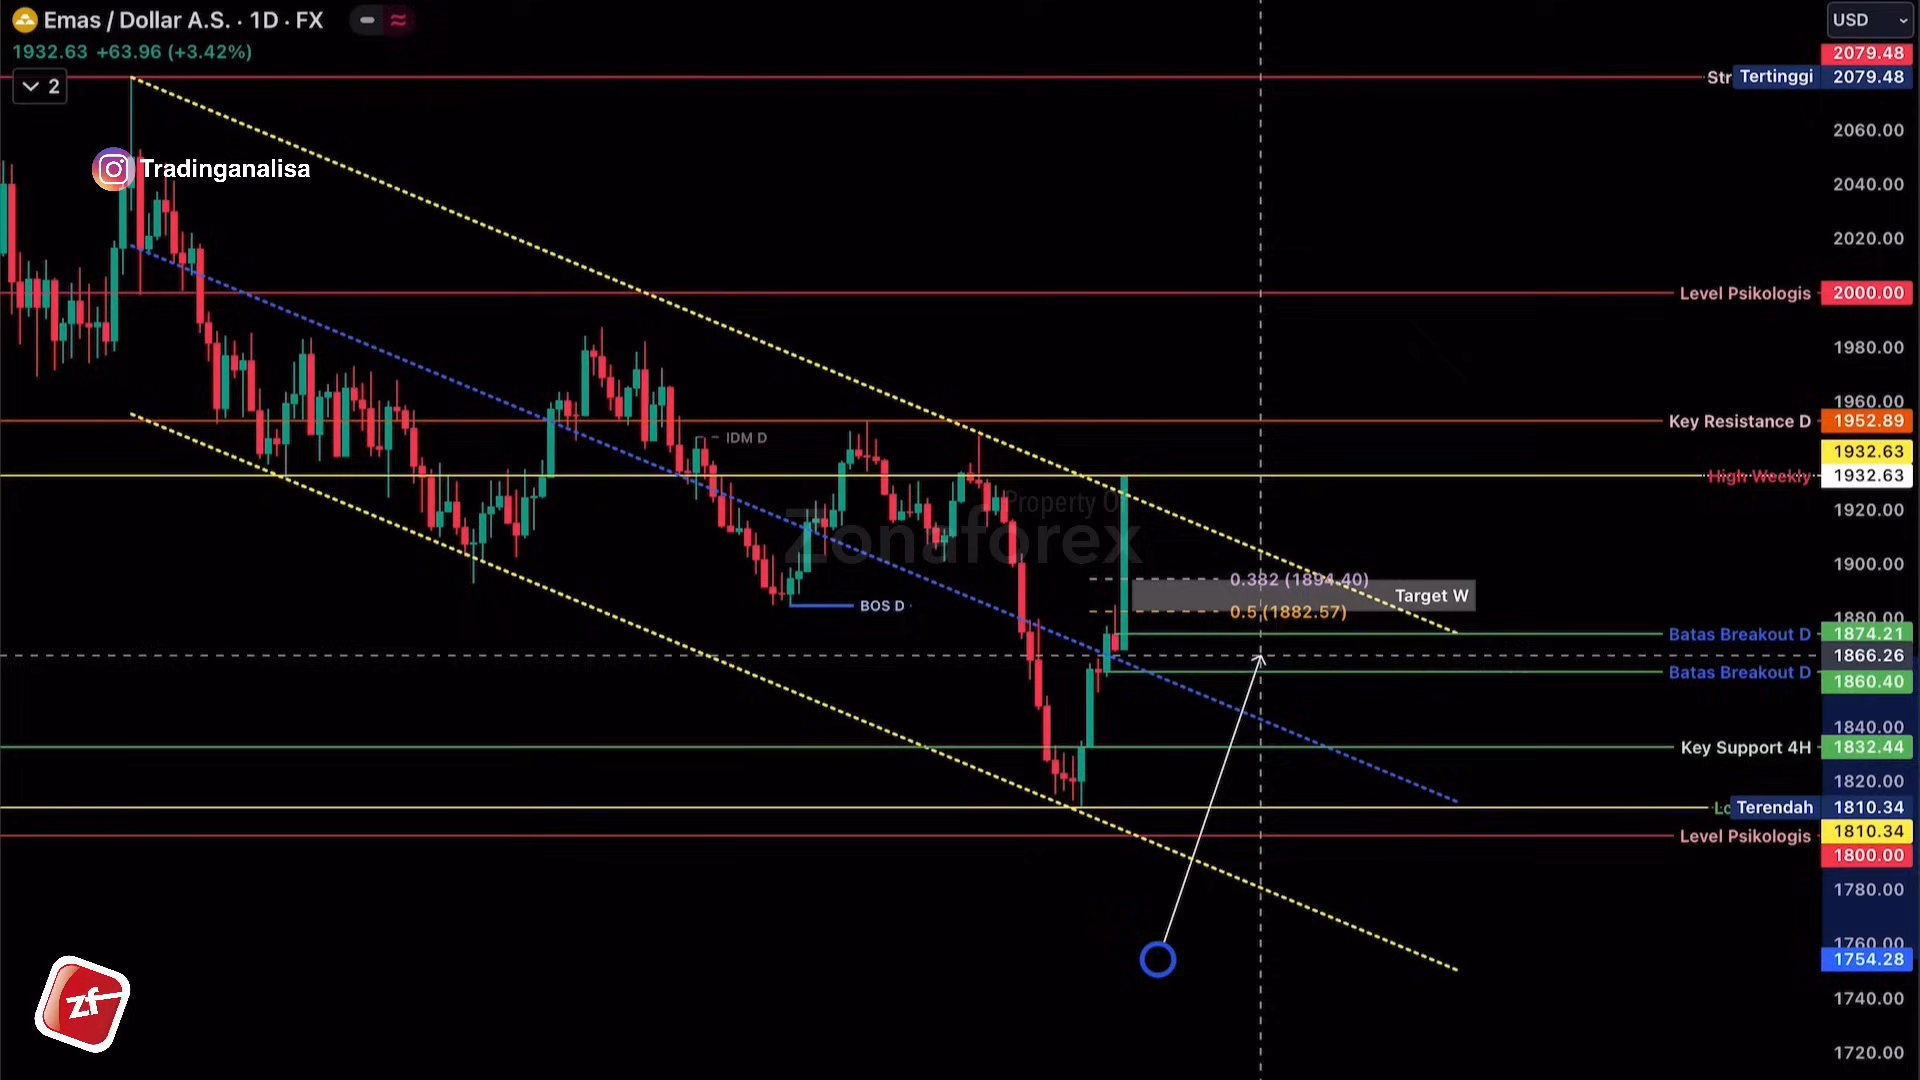 Emas / Dollar A.S. · 1D · FX
1932.63 +63.96 (+3.42%)
2
USD
2079.48
Str Tertinggi 2079.48
2060.00
Tradinganalisa
2040.00
2020.00
Level Psikologis 2000.00
1980.00
1960.00
Key Resistance D 1952.89
IDM D
1932.63
High Weekly 1932.63
Property Of
Zonaforex
1920.00
1900.00
0.382 (1894.40)
Target W
0.5 (1882.57)
BOS D
1880.00
Batas Breakout D 1874.21
1866.26
Batas Breakout D 1860.40
1840.00
Key Support 4H 1832.44
1820.00
Lo Terendah 1810.34
1810.34
Level Psikologis
1800.00
1780.00
1760.00
1754.28
1740.00
1720.00
zf